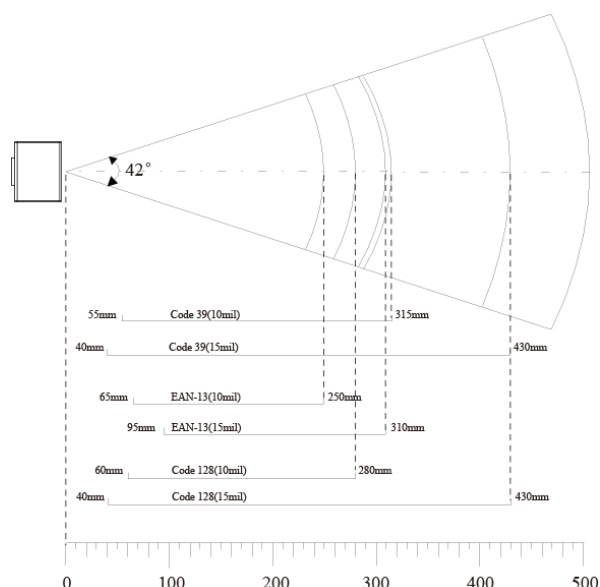 42°
55mm Code 39(10mil) 315mm
40mm Code 39(15mil) 430mm
65mm EAN-13(10mil) 250mm
95mm EAN-13(15mil) 310mm
60mm Code 128(10mil) 280mm
40mm Code 128(15mil) 430mm
0 100 200 300 400 500